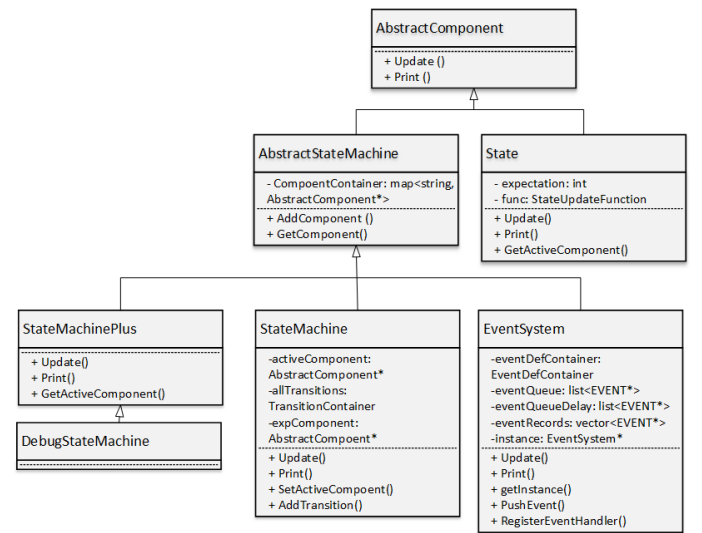 AbstractComponent
+ Update ()
+ Print ()
AbstractStateMachine
- CompoentContainer: map<string,
AbstractComponent*>
+ AddComponent ()
+ GetComponent()
State
- expectation: int
- func: StateUpdateFunction
+ Update()
+ Print()
+ GetActiveComponent()
StateMachinePlus
+ Update()
+ Print()
+ GetActiveComponent()
DebugStateMachine
StateMachine
-activeComponent:
AbstractComponent*
-allTransitions:
TransitionContainer
-expComponent:
AbstractCompoent*
+ Update()
+ Print()
+ SetActiveCompoent()
+ AddTransition()
EventSystem
-eventDefContainer:
EventDefContainer
-eventQueue: list<EVENT*>
-eventQueueDelay: list<EVENT*>
-eventRecords: vector<EVENT*>
-instance: EventSystem*
+ Update()
+ Print()
+ getInstance()
+ PushEvent()
+ RegisterEventHandler()